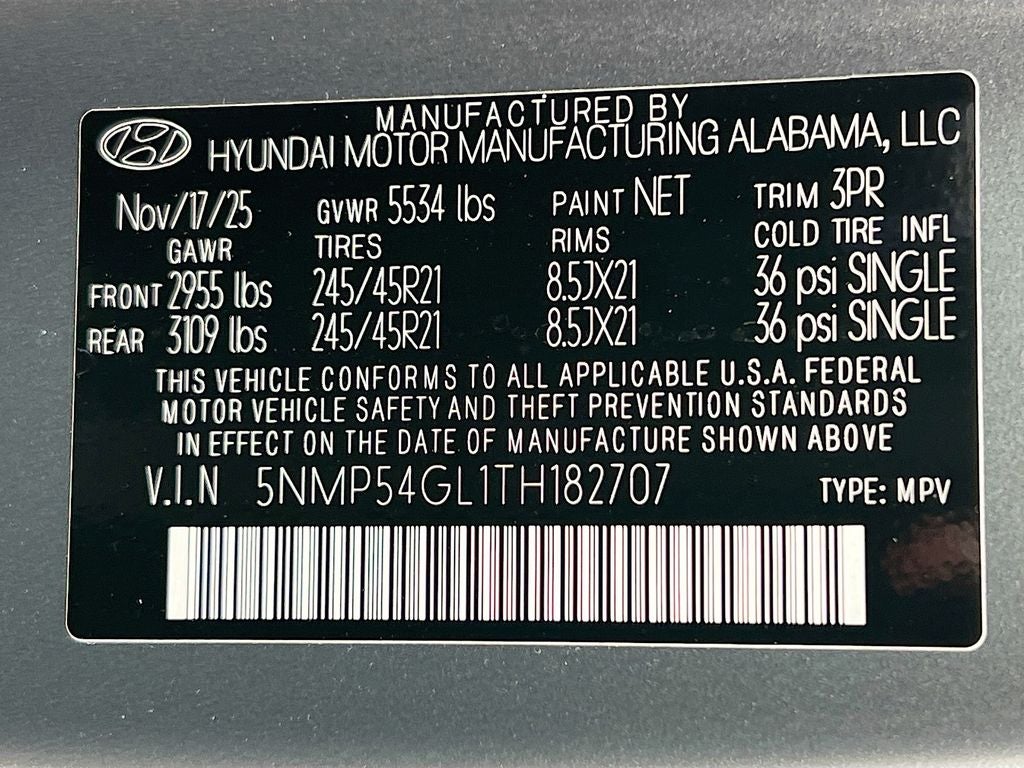 MANUFACTURED BY
HYUNDAI MOTOR MANUFACTURING ALABAMA, LLC
Nov/17/25 GVWR 5534 lbs PAINT NET TRIM 3PR
GAWR TIRES RIMS COLD TIRE INFL
FRONT 2955 lbs 245/45R21 8.5JX21 36 psi SINGLE
REAR 3109 lbs 245/45R21 8.5JX21 36 psi SINGLE
THIS VEHICLE CONFORMS TO ALL APPLICABLE U.S.A. FEDERAL
MOTOR VEHICLE SAFETY AND THEFT PREVENTION STANDARDS
IN EFFECT ON THE DATE OF MANUFACTURE SHOWN ABOVE
V.I.N 5NMP54GL1TH182707 TYPE: MPV